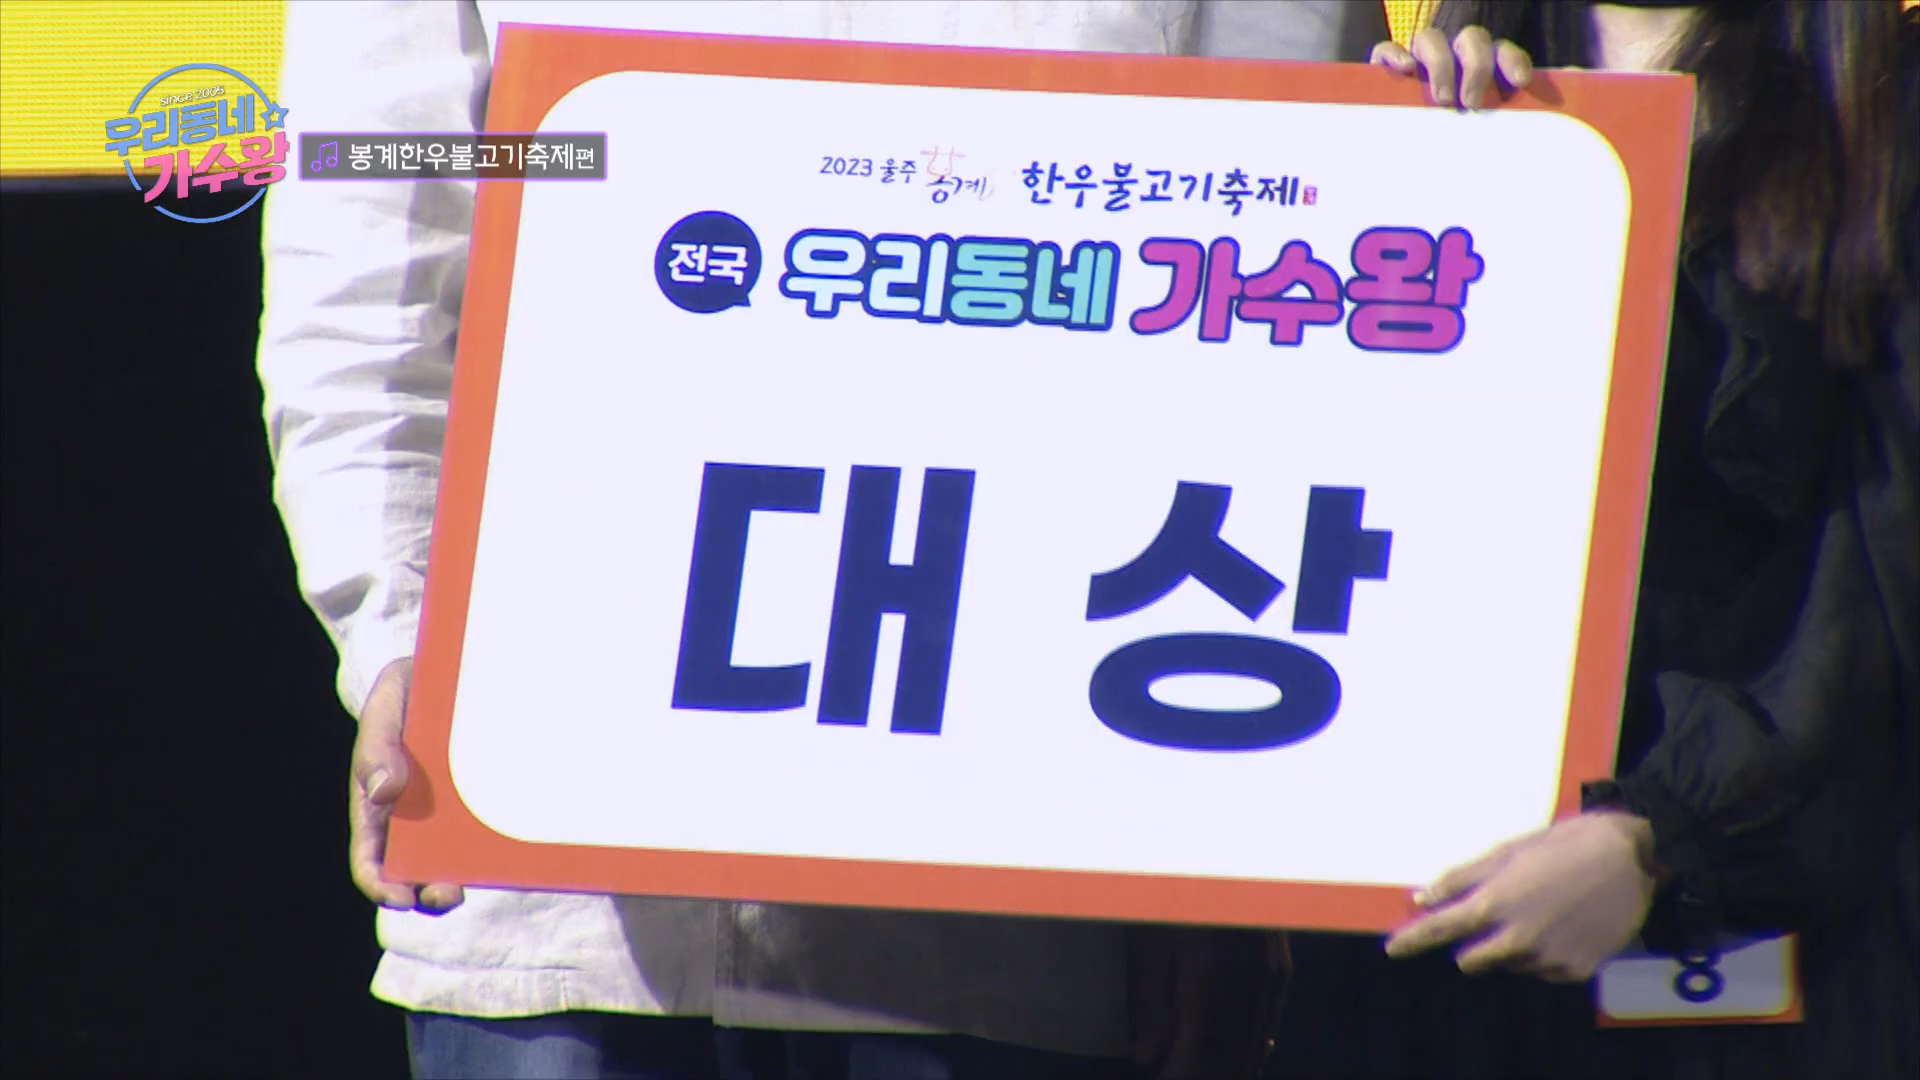 since 2005
우리동네
가수왕
봉계한우불고기축제편
2023 울주 봉계 한우불고기축제
전국 우리동네 가수왕
대상